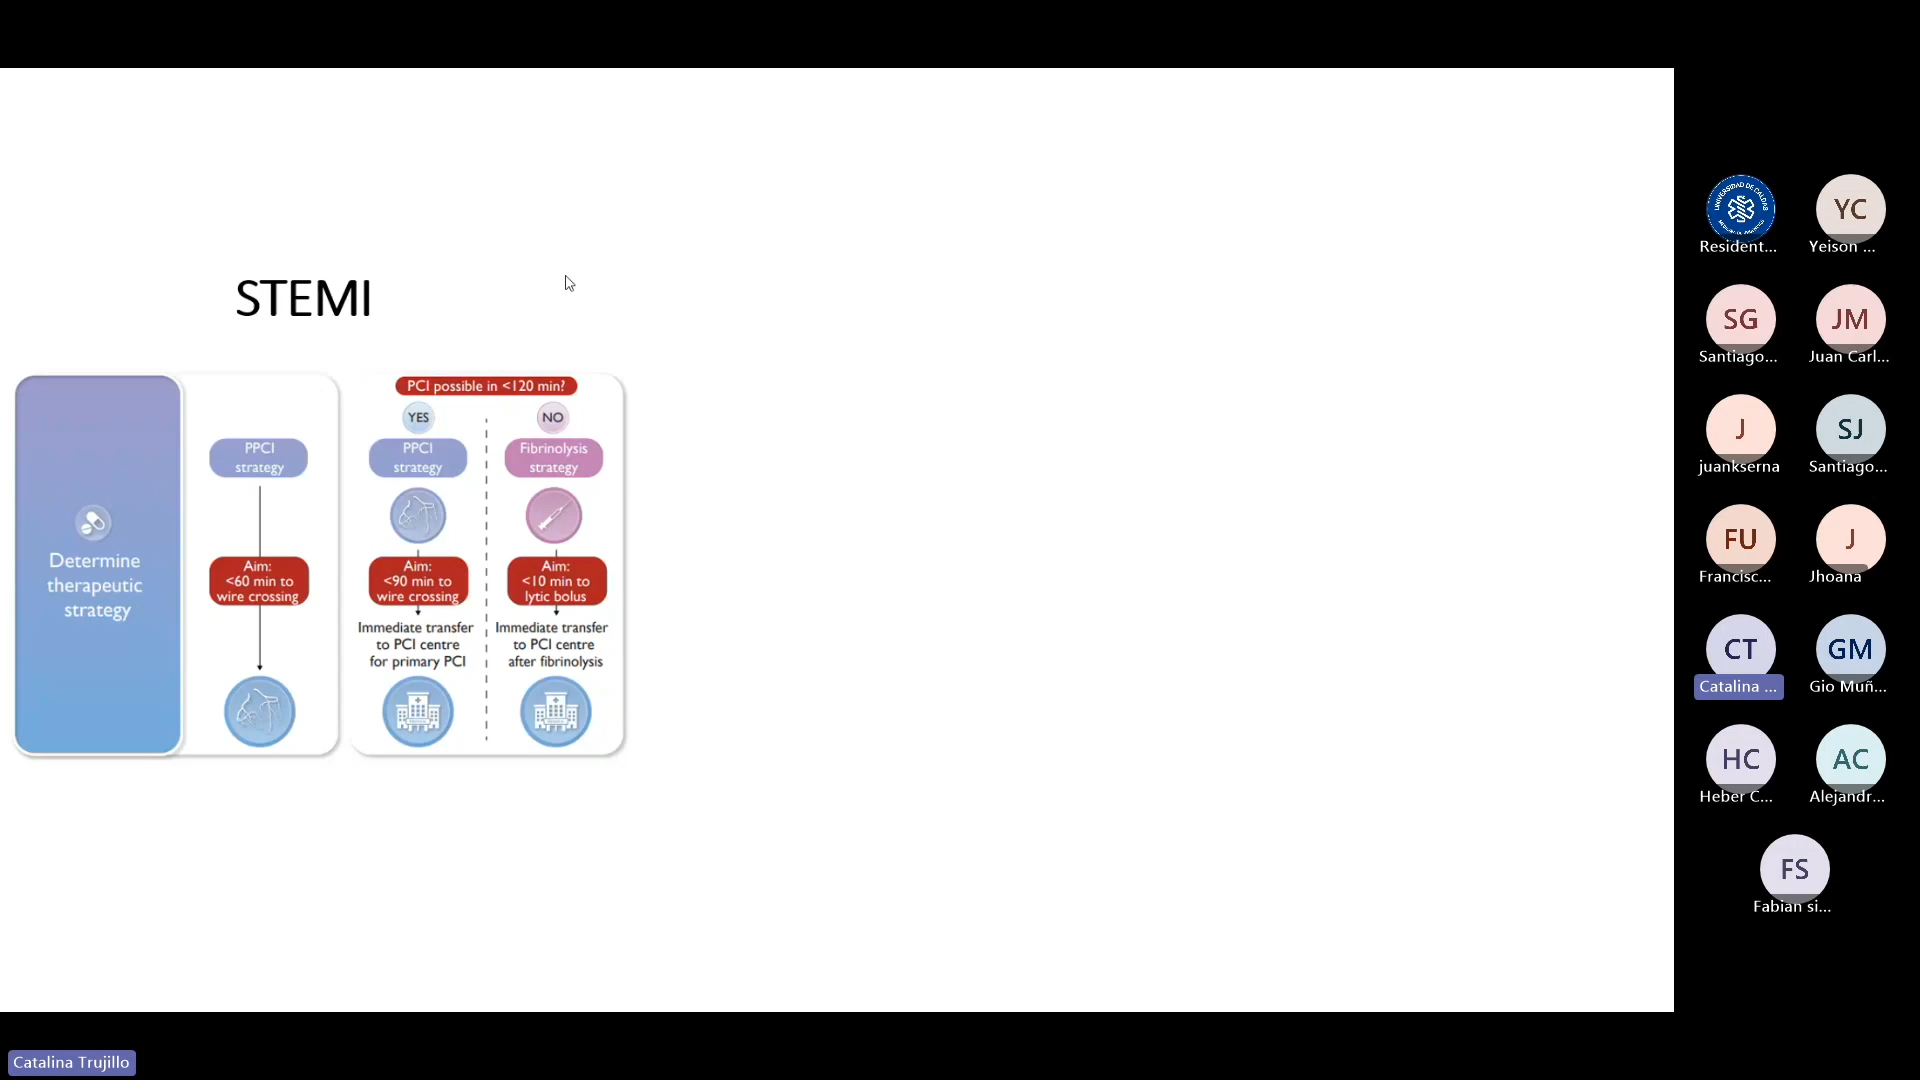 STEMI
Determine
therapeutic
strategy
PPCI
strategy
Aim:
<60 min to
wire crossing
PCI possible in <120 min?
YES
PPCI
strategy
Aim:
<90 min to
wire crossing
Immediate transfer
to PCI centre
for primary PCI
NO
Fibrinolysis
strategy
Aim:
<10 min to
lytic bolus
Immediate transfer
to PCI centre
after fibrinolysis
UNIVERSIDAD DE CALDAS
Resident...
YC
Yeison ...
SG
Santiago...
JM
Juan Carl...
J
juankserna
SJ
Santiago...
FU
Francisc...
J
Jhoana
CT
Catalina ...
GM
Gio Muñ...
HC
Heber C...
AC
Alejandr...
FS
Fabian si...
Catalina Trujillo